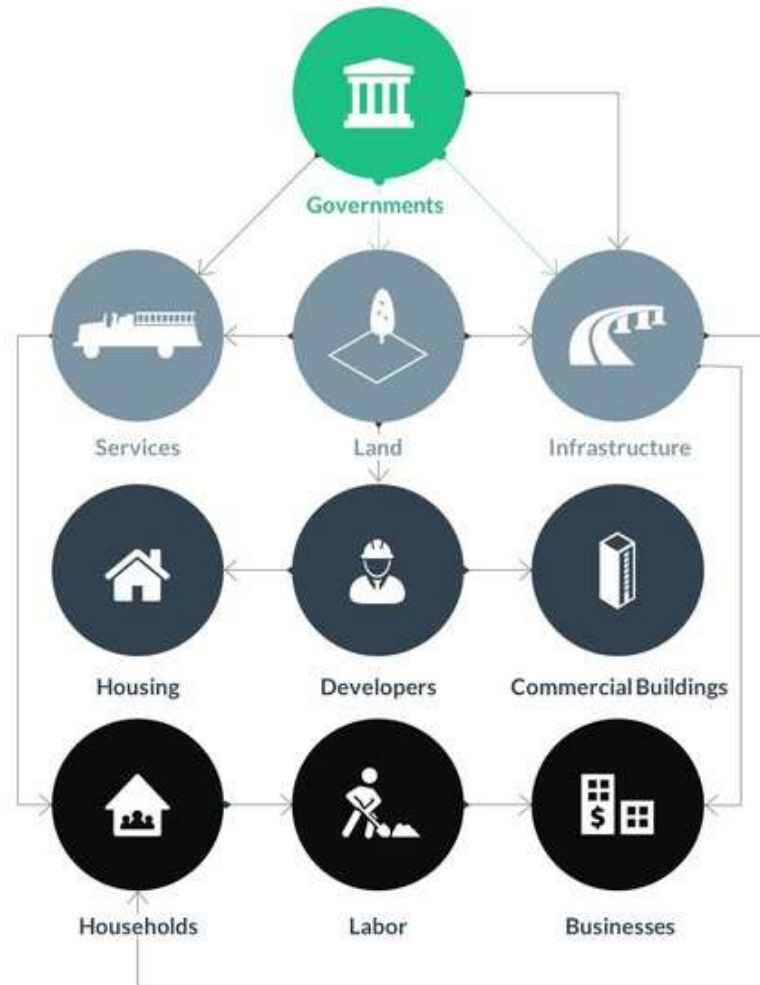 Governments
Services
Land
Infrastructure
Housing
Developers
Commercial Buildings
$
Households
Labor
Businesses